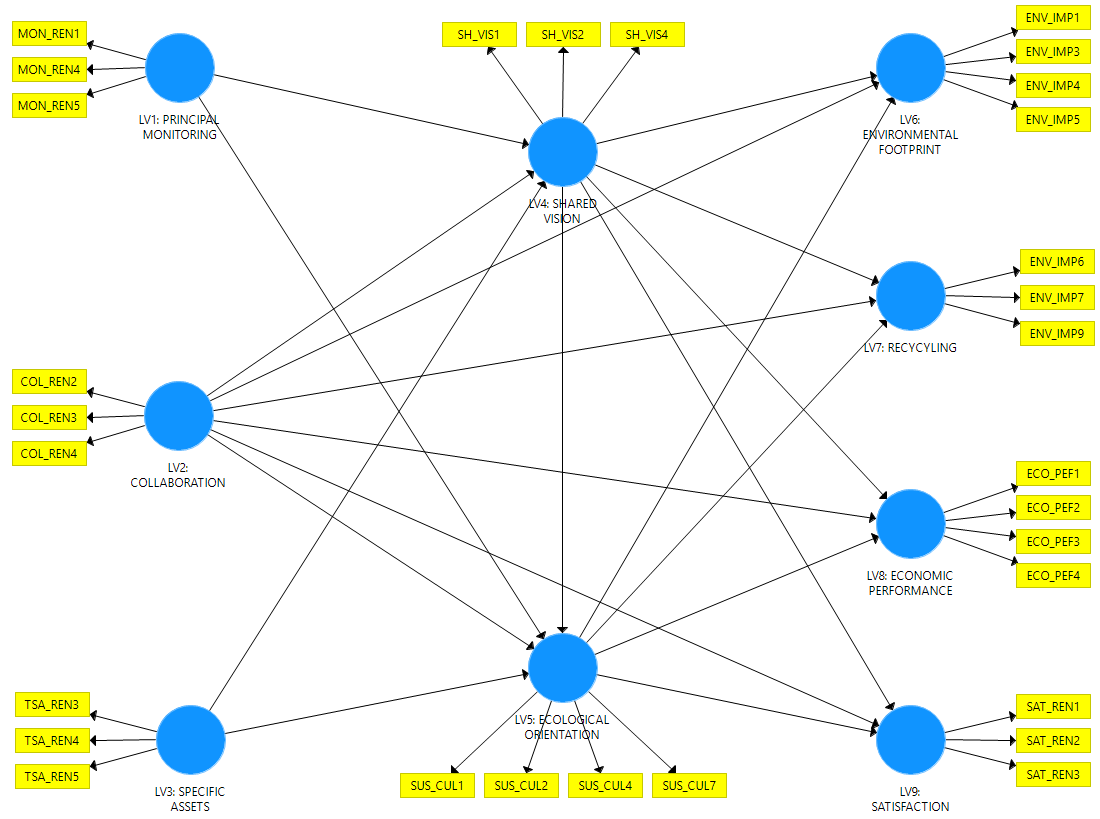 MON_REN1
MON_REN4
MON_REN5
LV1: PRINCIPAL
MONITORING
SH_VIS1
SH_VIS2
SH_VIS4
LV4: SHARED
VISION
ENV_IMP1
ENV_IMP3
ENV_IMP4
ENV_IMP5
LV6:
ENVIRONMENTAL
FOOTPRINT
ENV_IMP6
ENV_IMP7
ENV_IMP9
LV7: RECYCYLING
COL_REN2
COL_REN3
COL_REN4
LV2:
COLLABORATION
ECO_PEF1
ECO_PEF2
ECO_PEF3
ECO_PEF4
LV8: ECONOMIC
PERFORMANCE
TSA_REN3
TSA_REN4
TSA_REN5
LV3: SPECIFIC
ASSETS
LV5: ECOLOGICAL
ORIENTATION
SUS_CUL1
SUS_CUL2
SUS_CUL4
SUS_CUL7
SAT_REN1
SAT_REN2
SAT_REN3
LV9:
SATISFACTION